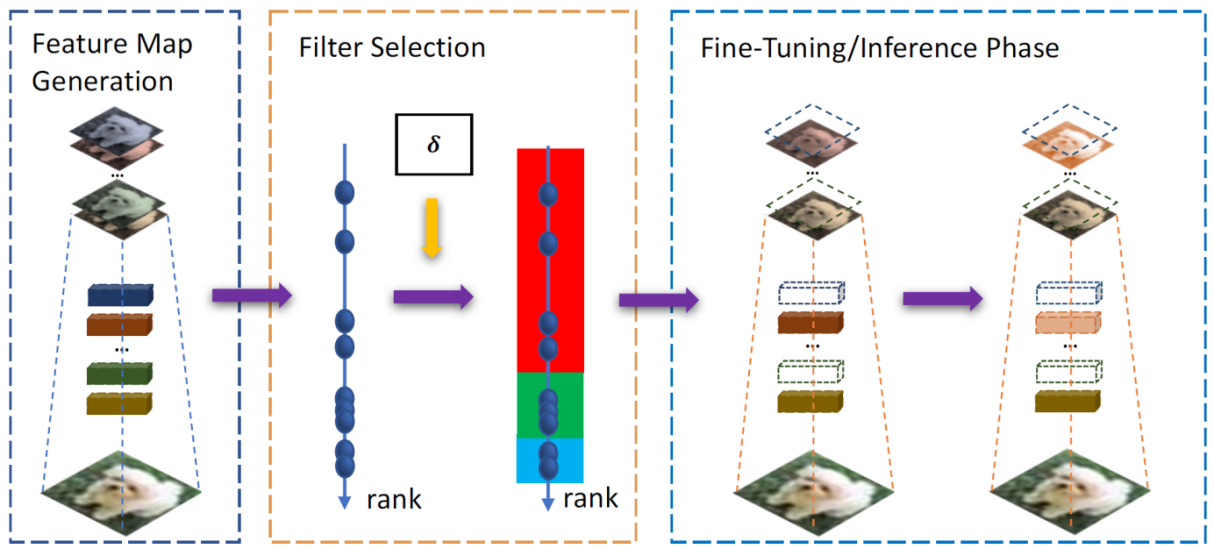 Feature Map
Generation
Filter Selection
Fine-Tuning/Inference Phase
δ
...
...
...
...
...
...
rank
rank